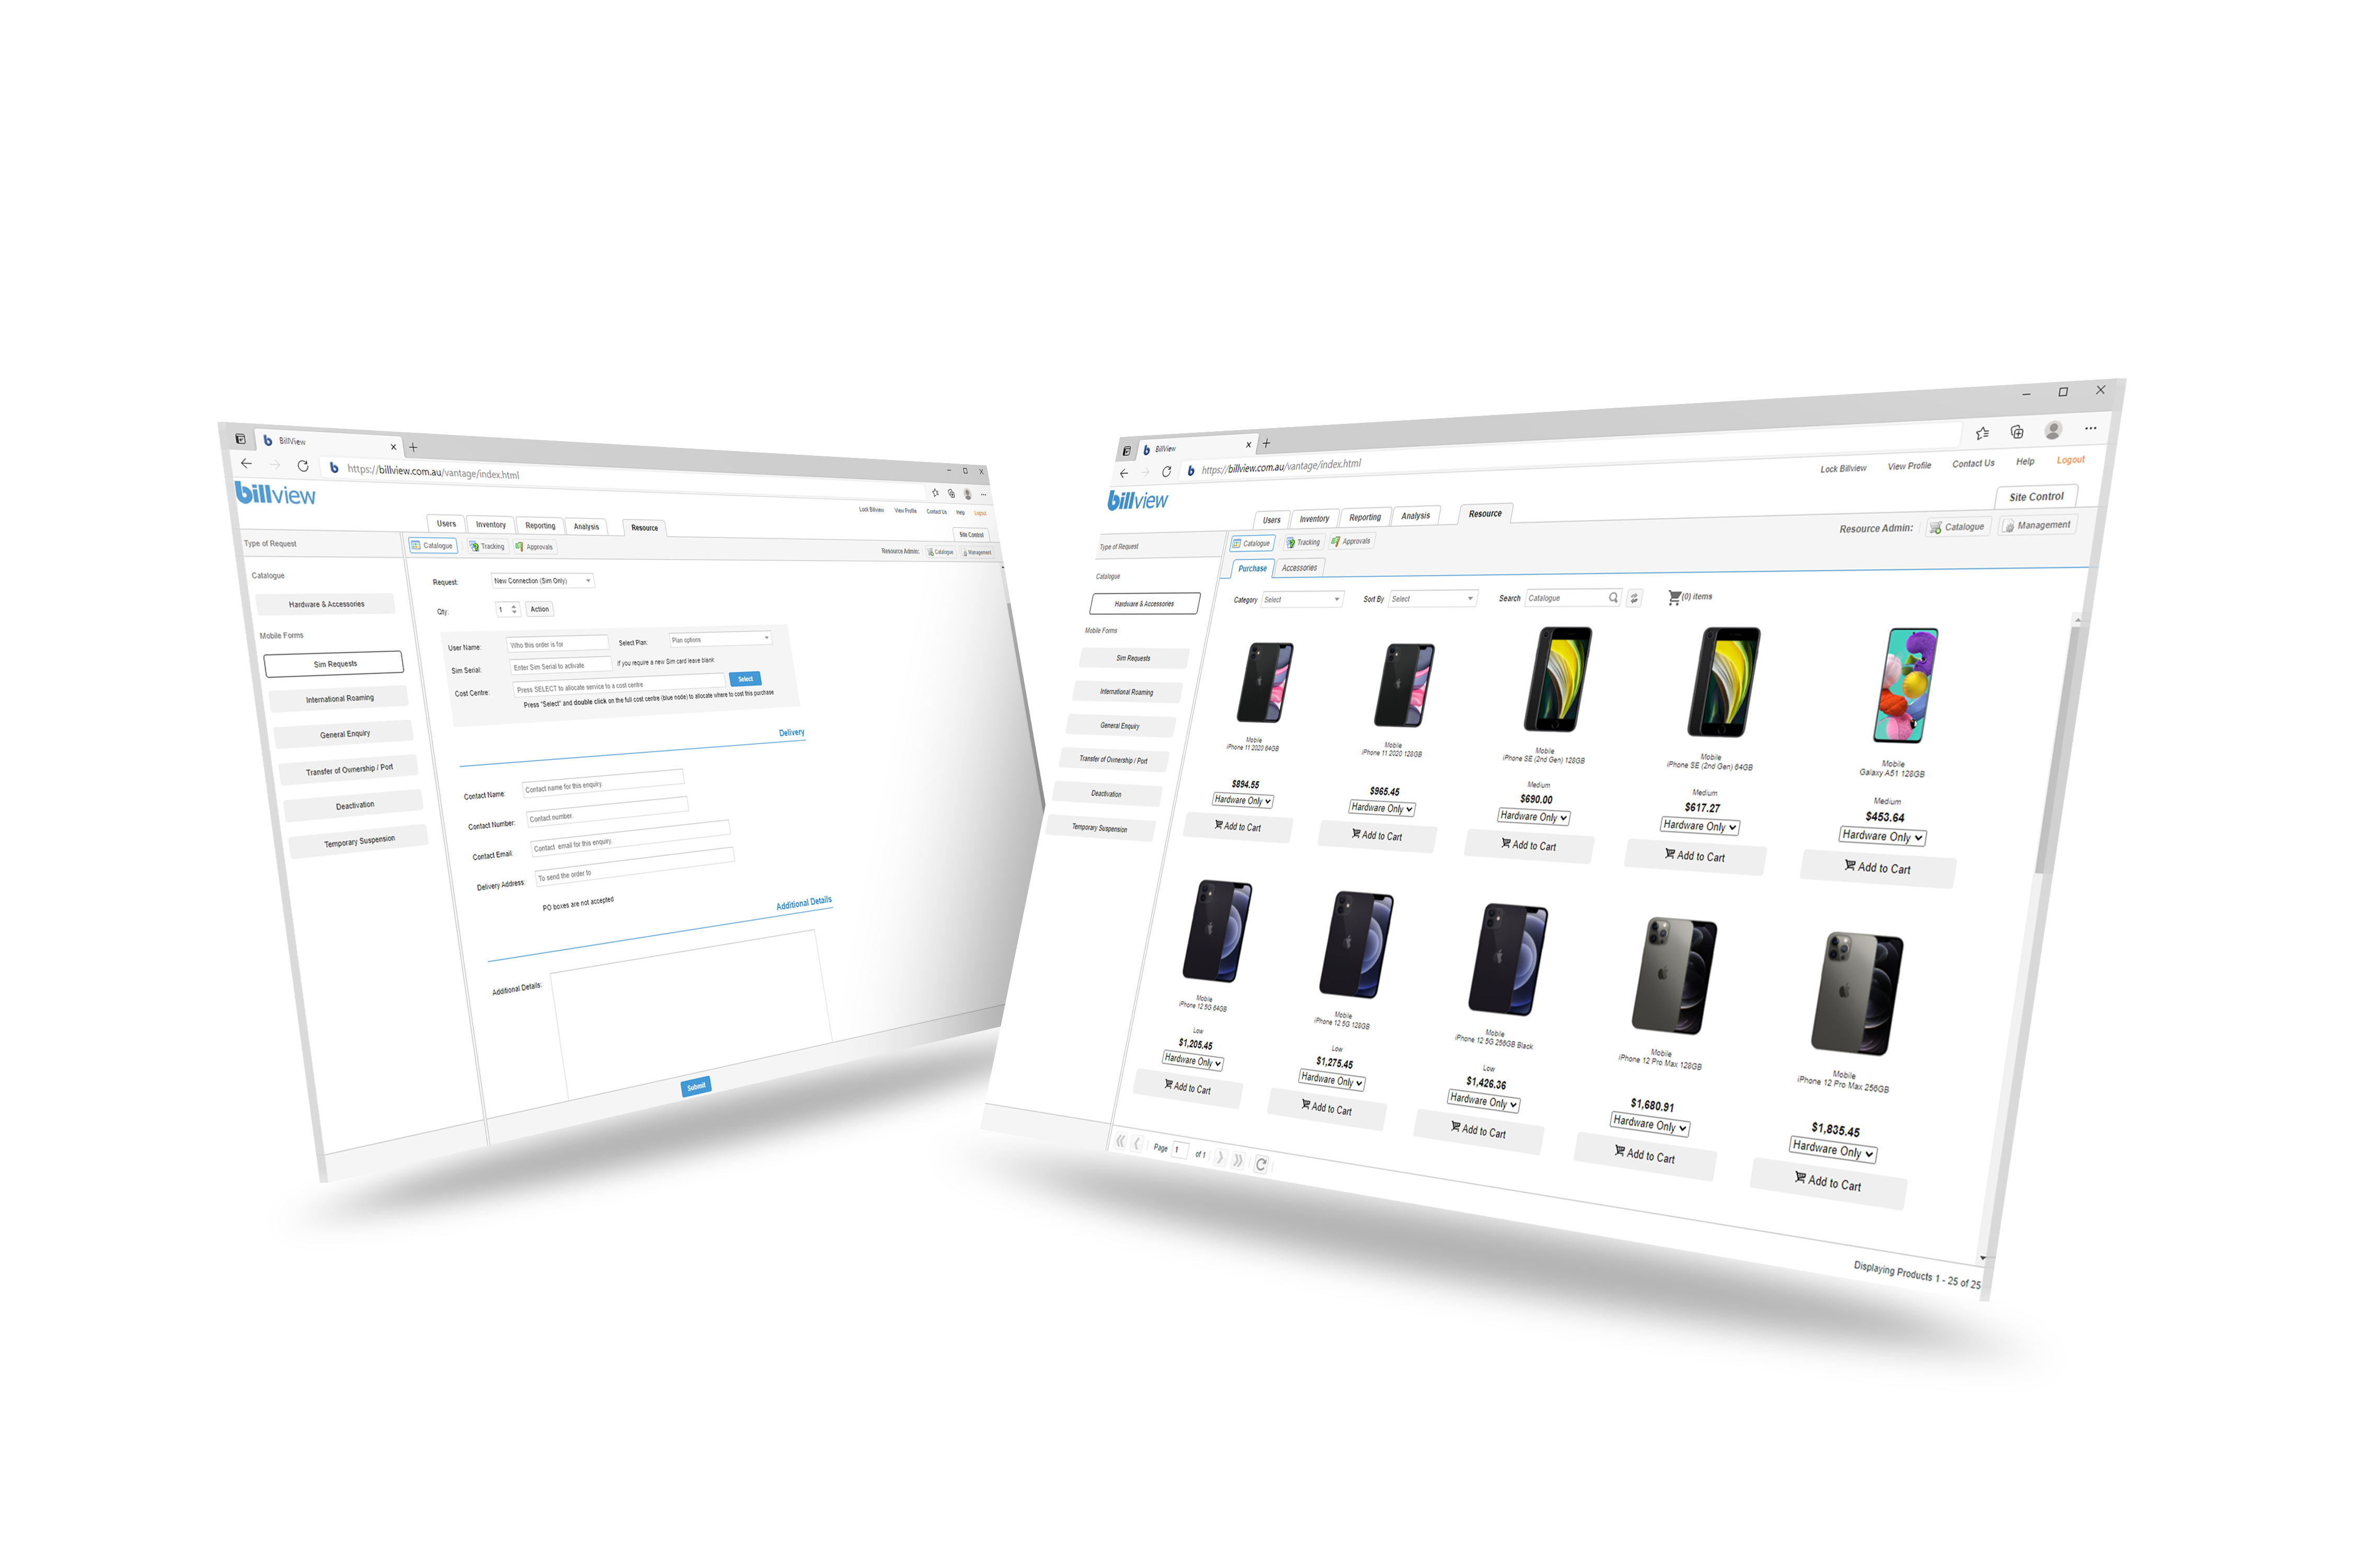 BillView
https://billview.com.au/vantage/index.html
billview
Lock Billview View Profile Contact Us Help Logout
Users Inventory Reporting Analysis Resource Site Control
Type of Request
Catalogue Tracking Approvals Resource Admin: Catalogue Management
Catalogue
Hardware & Accessories
Mobile Forms
Sim Requests
International Roaming
General Enquiry
Transfer of Ownership / Port
Deactivation
Temporary Suspension
Request: New Connection (Sim Only)
Qty: 1 Action
User Name: Who this order is for Select Plan: Plan options
Sim Serial: Enter Sim Serial to activate If you require a new Sim card leave blank
Cost Centre: Press SELECT to allocate service to a cost centre Select
Press "Select" and double click on the full cost centre (blue node) to allocate where to cost this purchase
Delivery
Contact Name: Contact name for this enquiry
Contact Number: Contact number
Contact Email: Contact email for this enquiry
Delivery Address: To send the order to
PO boxes are not accepted
Additional Details
Additional Details:
Submit
BillView
https://billview.com.au/vantage/index.html
billview
Lock Billview View Profile Contact Us Help Logout
Users Inventory Reporting Analysis Resource Site Control
Type of Request
Catalogue Tracking Approvals Resource Admin: Catalogue Management
Purchase Accessories
Catalogue
Hardware & Accessories
Mobile Forms
Sim Requests
International Roaming
General Enquiry
Transfer of Ownership / Port
Deactivation
Temporary Suspension
Category Select Sort By Select Search Catalogue (0) items
Mobile
iPhone 11 2020 64GB
$894.55
Hardware Only
Add to Cart
Mobile
iPhone 11 2020 128GB
$965.45
Hardware Only
Add to Cart
Mobile
iPhone SE (2nd Gen) 128GB
Medium
$690.00
Hardware Only
Add to Cart
Mobile
iPhone SE (2nd Gen) 64GB
Medium
$617.27
Hardware Only
Add to Cart
Mobile
Galaxy A51 128GB
Medium
$453.64
Hardware Only
Add to Cart
Mobile
iPhone 12 5G 64GB
Low
$1,205.45
Hardware Only
Add to Cart
Mobile
iPhone 12 5G 128GB
Low
$1,275.45
Hardware Only
Add to Cart
Mobile
iPhone 12 5G 256GB Black
Low
$1,426.36
Hardware Only
Add to Cart
Mobile
iPhone 12 Pro Max 128GB
$1,680.91
Hardware Only
Add to Cart
Mobile
iPhone 12 Pro Max 256GB
$1,835.45
Hardware Only
Add to Cart
Page 1 of 1
Displaying Products 1 - 25 of 25